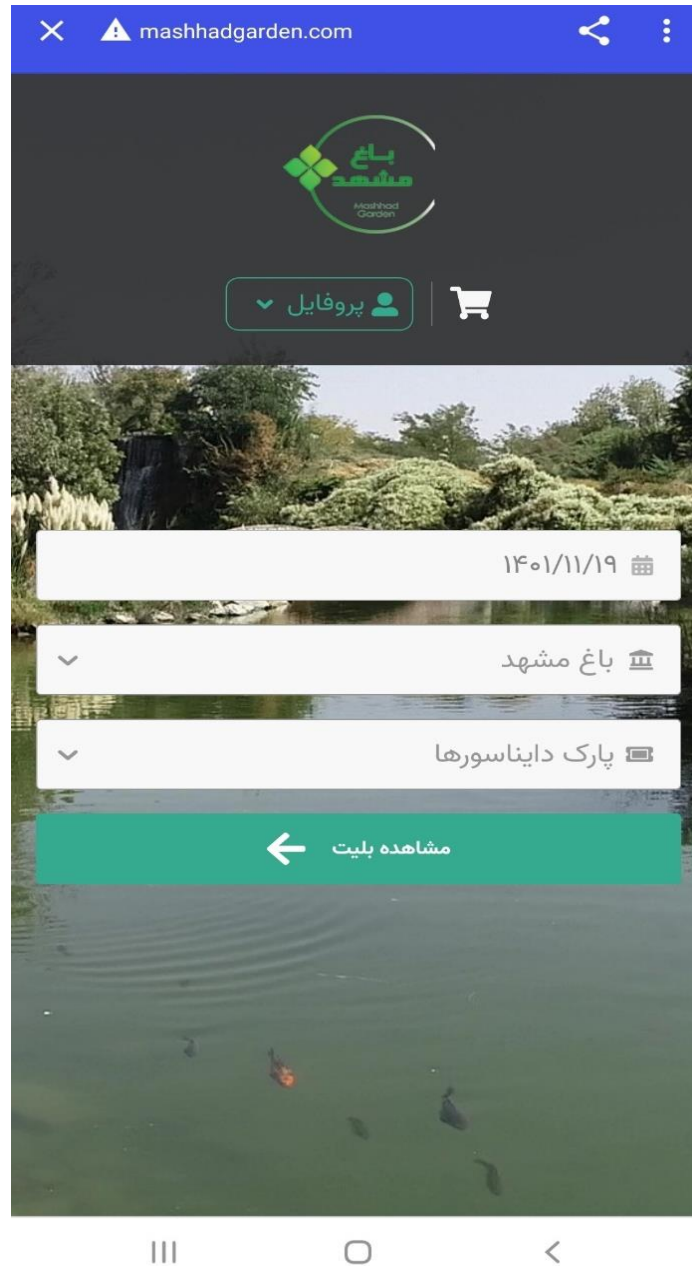 mashhadgarden.com
باغ
مشهد
Mashhad
Garden
پروفایل
۱۴۰۱/۱۱/۱۹
باغ مشهد
پارک دایناسورها
مشاهده بلیت